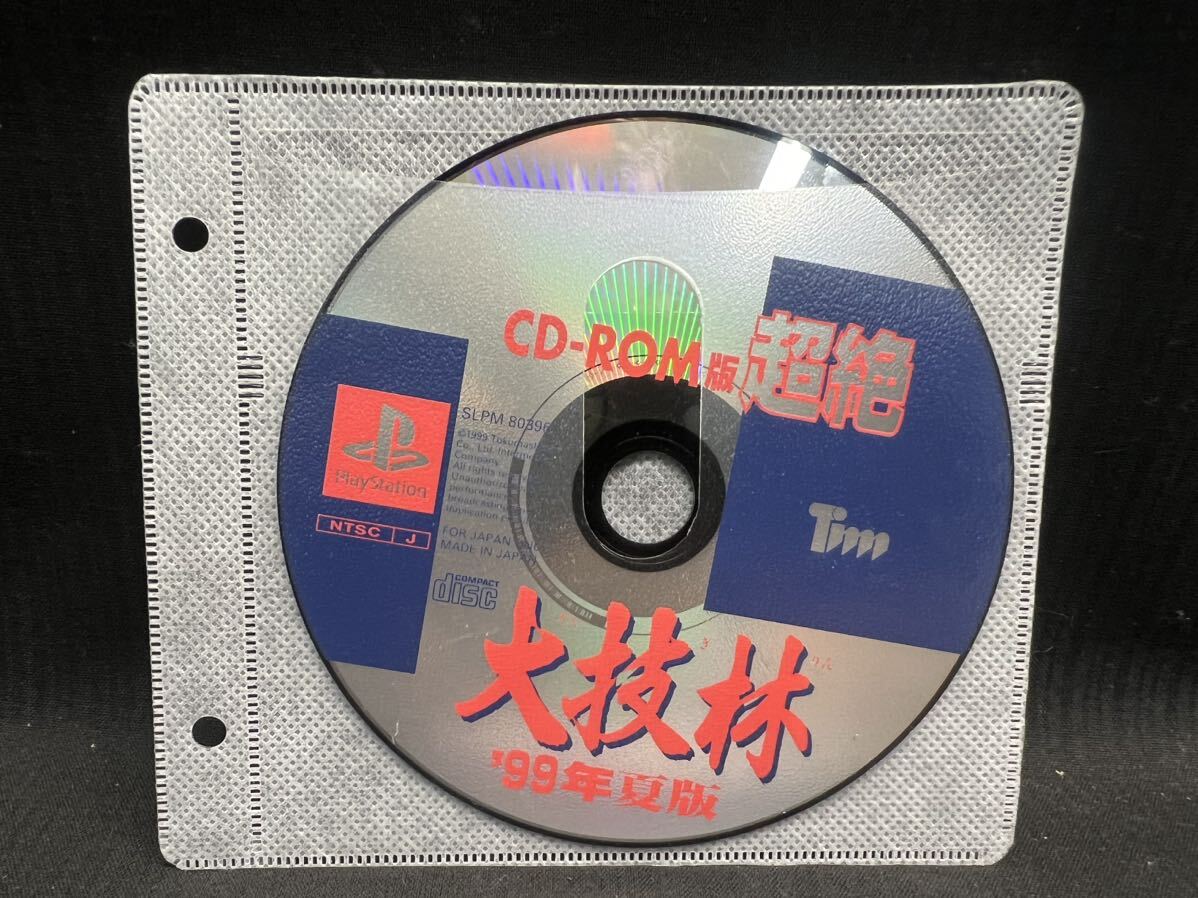 CD-ROM版 超絶
PlayStation
NTSC J
SLPM 80396
©1999
Co., Ltd.
Company
All rights
FOR JAPAN
MADE IN JAPAN
COMPACT
disc
Tim
大技林
'99年夏版